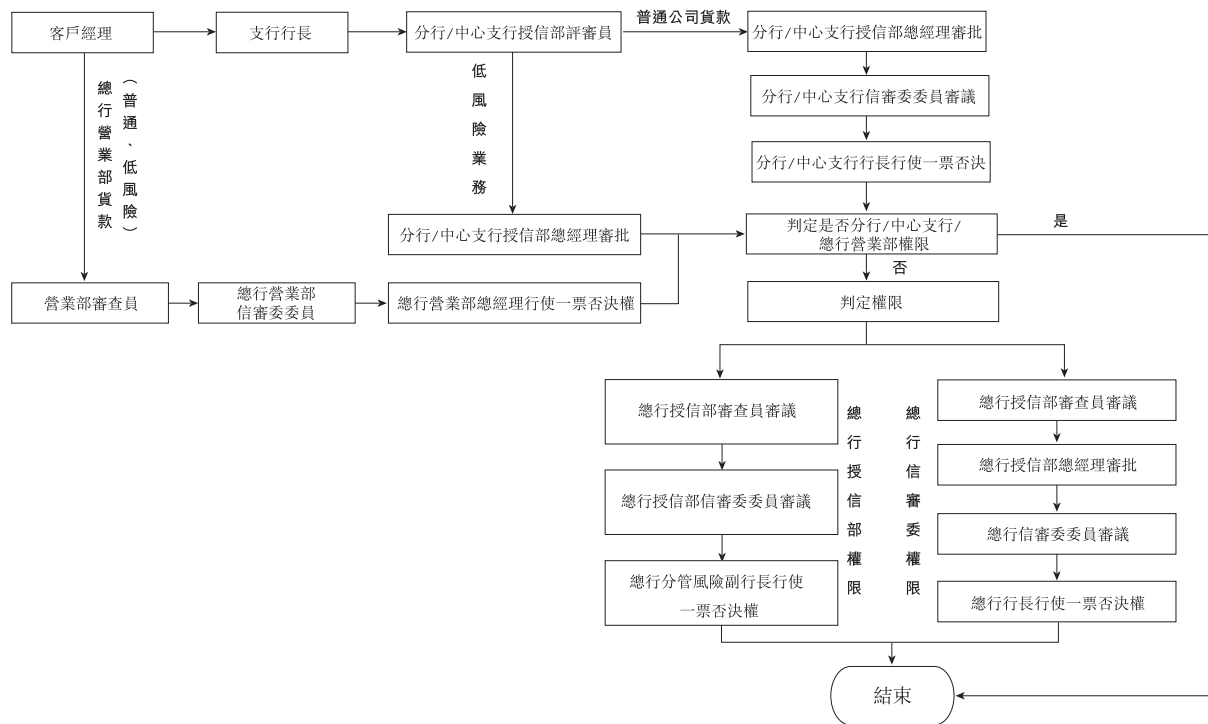 普通公司貸款
客戶經理
支行行長
分行/中心支行授信部評審員
分行/中心支行授信部總經理審批
（普通、低風險）
總行營業部貸款
低風險業務
分行/中心支行信審委委員審議
分行/中心支行行長行使一票否決
分行/中心支行授信部總經理審批
判定是否分行/中心支行/
總行營業部權限
是
否
營業部審查員
總行營業部
信審委委員
總行營業部總經理行使一票否決權
判定權限
總行授信部審查員審議
總行授信部信審委委員審議
總行分管風險副行長行使
一票否決權
總行授信部權限
總行信審委權限
總行授信部審查員審議
總行授信部總經理審批
總行信審委委員審議
總行行長行使一票否決權
結束